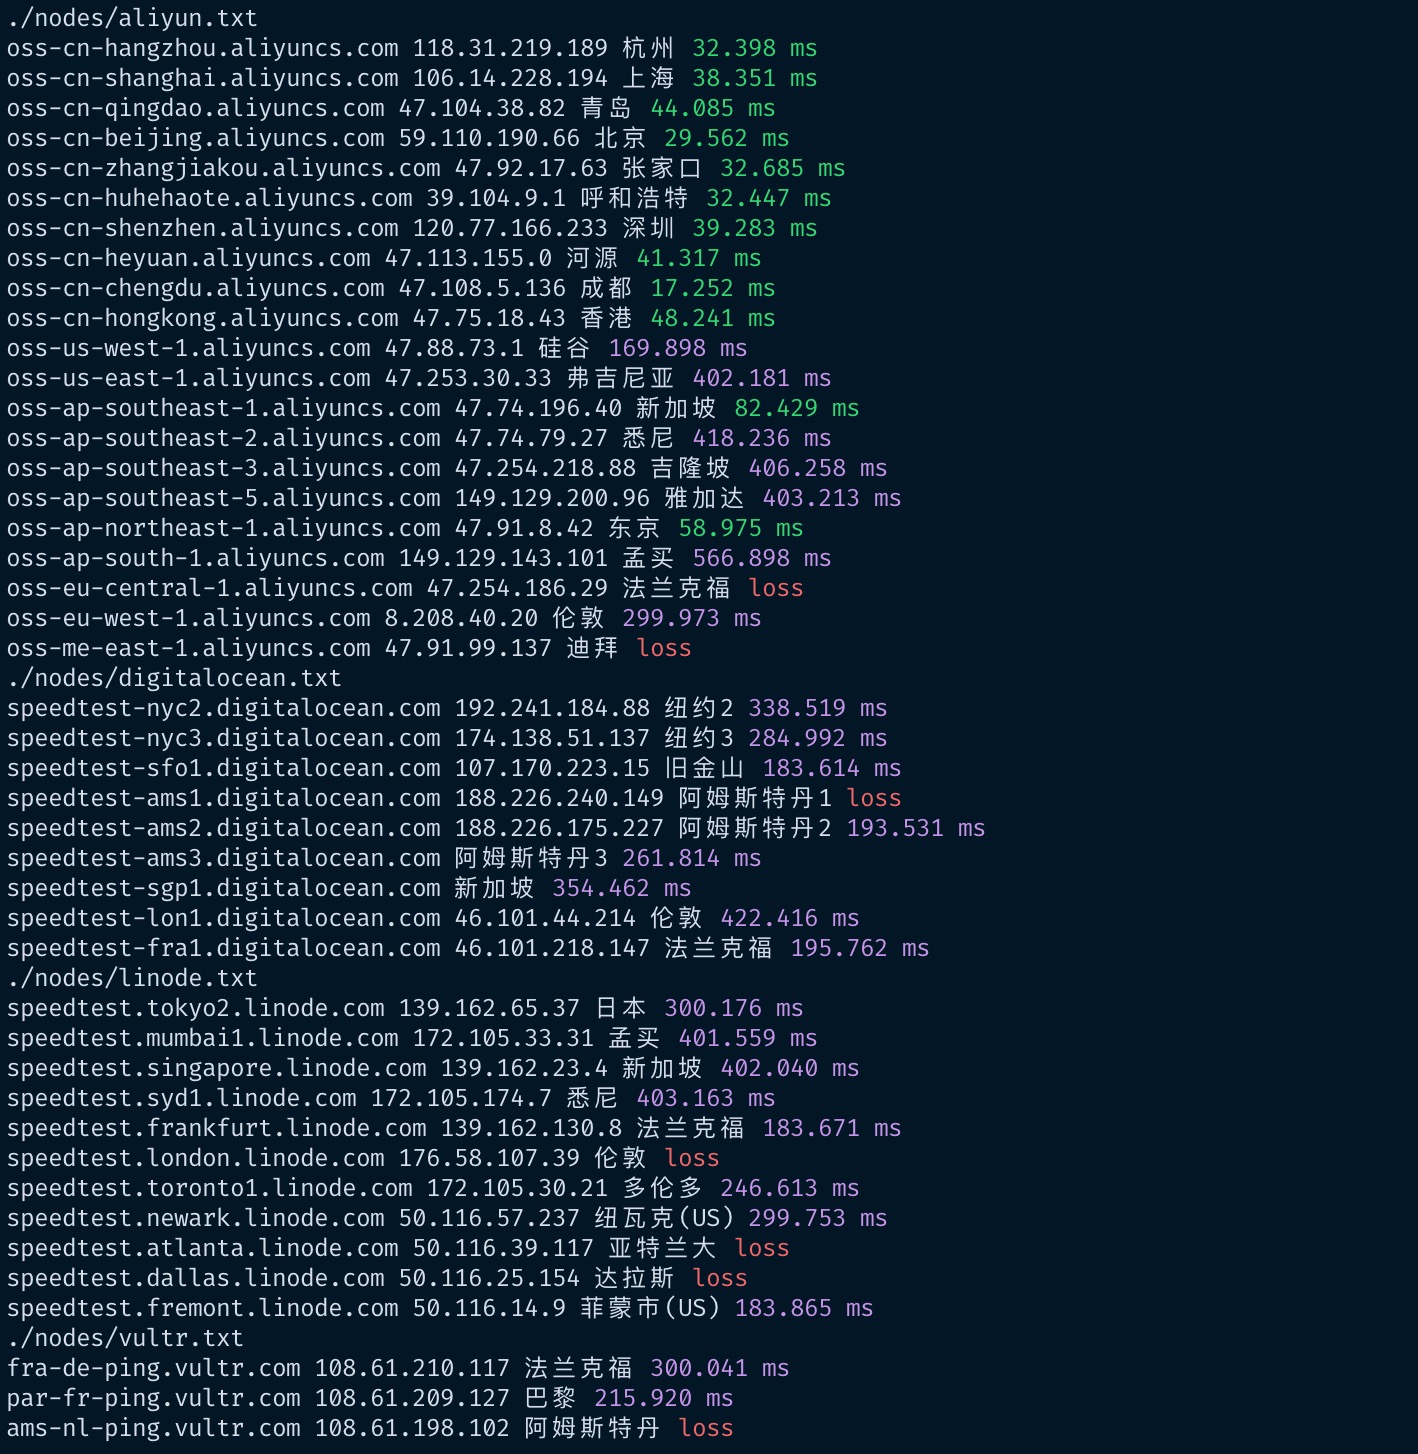 ./nodes/aliyun.txt
oss-cn-hangzhou.aliyuncs.com 118.31.219.189 杭州 32.398 ms
oss-cn-shanghai.aliyuncs.com 106.14.228.194 上海 38.351 ms
oss-cn-qingdao.aliyuncs.com 47.104.38.82 青岛 44.085 ms
oss-cn-beijing.aliyuncs.com 59.110.190.66 北京 29.562 ms
oss-cn-zhangjiakou.aliyuncs.com 47.92.17.63 张家口 32.685 ms
oss-cn-huhehaote.aliyuncs.com 39.104.9.1 呼和浩特 32.447 ms
oss-cn-shenzhen.aliyuncs.com 120.77.166.233 深圳 39.283 ms
oss-cn-heyuan.aliyuncs.com 47.113.155.0 河源 41.317 ms
oss-cn-chengdu.aliyuncs.com 47.108.5.136 成都 17.252 ms
oss-cn-hongkong.aliyuncs.com 47.75.18.43 香港 48.241 ms
oss-us-west-1.aliyuncs.com 47.88.73.1 硅谷 169.898 ms
oss-us-east-1.aliyuncs.com 47.253.30.33 弗吉尼亚 402.181 ms
oss-ap-southeast-1.aliyuncs.com 47.74.196.40 新加坡 82.429 ms
oss-ap-southeast-2.aliyuncs.com 47.74.79.27 悉尼 418.236 ms
oss-ap-southeast-3.aliyuncs.com 47.254.218.88 吉隆坡 406.258 ms
oss-ap-southeast-5.aliyuncs.com 149.129.200.96 雅加达 403.213 ms
oss-ap-northeast-1.aliyuncs.com 47.91.8.42 东京 58.975 ms
oss-ap-south-1.aliyuncs.com 149.129.143.101 孟买 566.898 ms
oss-eu-central-1.aliyuncs.com 47.254.186.29 法兰克福 loss
oss-eu-west-1.aliyuncs.com 8.208.40.20 伦敦 299.973 ms
oss-me-east-1.aliyuncs.com 47.91.99.137 迪拜 loss
./nodes/digitalocean.txt
speedtest-nyc2.digitalocean.com 192.241.184.88 纽约2 338.519 ms
speedtest-nyc3.digitalocean.com 174.138.51.137 纽约3 284.992 ms
speedtest-sfo1.digitalocean.com 107.170.223.15 旧金山 183.614 ms
speedtest-ams1.digitalocean.com 188.226.240.149 阿姆斯特丹1 loss
speedtest-ams2.digitalocean.com 188.226.175.227 阿姆斯特丹2 193.531 ms
speedtest-ams3.digitalocean.com 阿姆斯特丹3 261.814 ms
speedtest-sgp1.digitalocean.com 新加坡 354.462 ms
speedtest-lon1.digitalocean.com 46.101.44.214 伦敦 422.416 ms
speedtest-fra1.digitalocean.com 46.101.218.147 法兰克福 195.762 ms
./nodes/linode.txt
speedtest.tokyo2.linode.com 139.162.65.37 日本 300.176 ms
speedtest.mumbai1.linode.com 172.105.33.31 孟买 401.559 ms
speedtest.singapore.linode.com 139.162.23.4 新加坡 402.040 ms
speedtest.syd1.linode.com 172.105.174.7 悉尼 403.163 ms
speedtest.frankfurt.linode.com 139.162.130.8 法兰克福 183.671 ms
speedtest.london.linode.com 176.58.107.39 伦敦 loss
speedtest.toronto1.linode.com 172.105.30.21 多伦多 246.613 ms
speedtest.newark.linode.com 50.116.57.237 纽瓦克(US) 299.753 ms
speedtest.atlanta.linode.com 50.116.39.117 亚特兰大 loss
speedtest.dallas.linode.com 50.116.25.154 达拉斯 loss
speedtest.fremont.linode.com 50.116.14.9 菲蒙市(US) 183.865 ms
./nodes/vultr.txt
fra-de-ping.vultr.com 108.61.210.117 法兰克福 300.041 ms
par-fr-ping.vultr.com 108.61.209.127 巴黎 215.920 ms
ams-nl-ping.vultr.com 108.61.198.102 阿姆斯特丹 loss